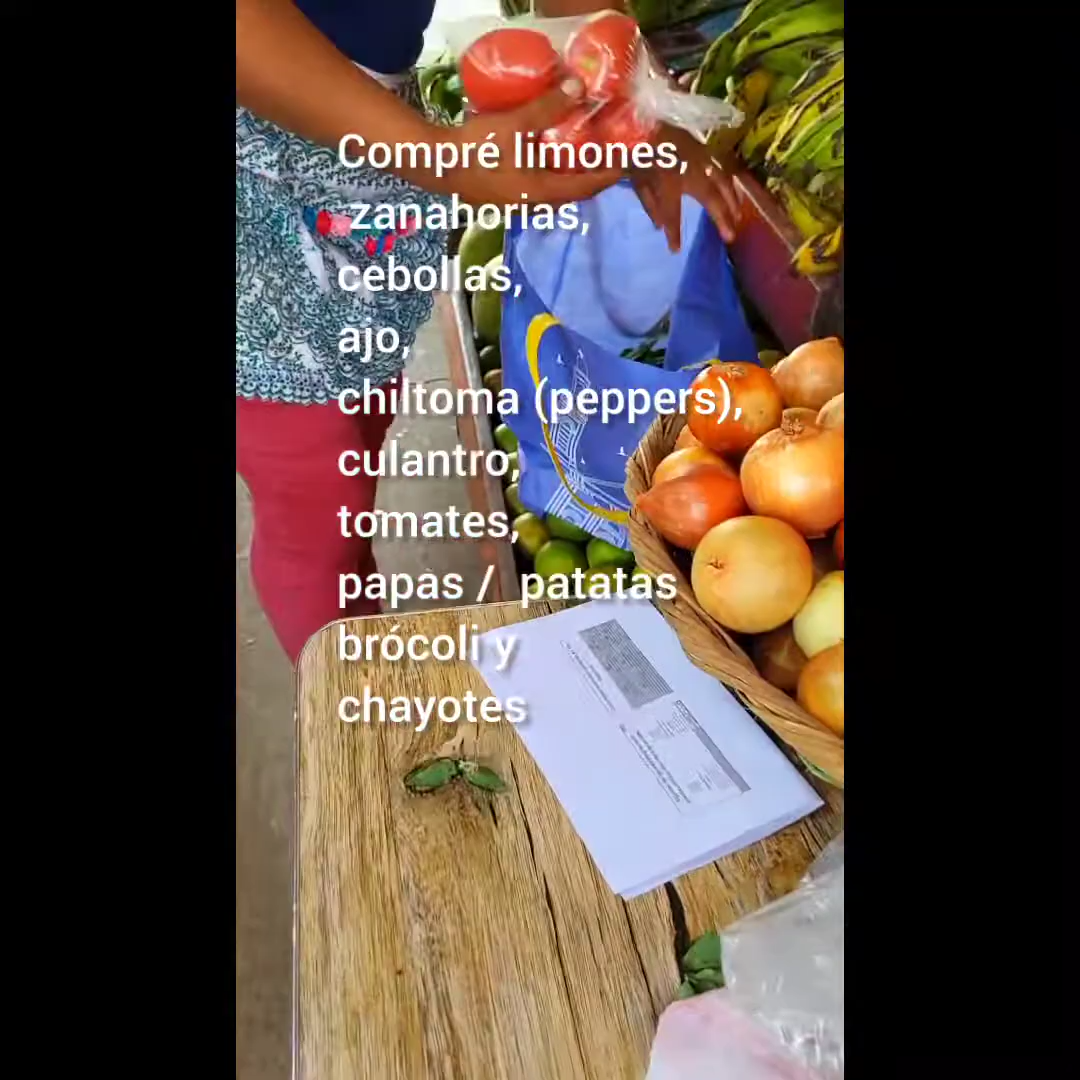 Compré limones,
zanahorias,
cebollas,
ajo,
chiltoma (peppers),
culantro,
tomates,
papas / patatas
brócoli y
chayotes